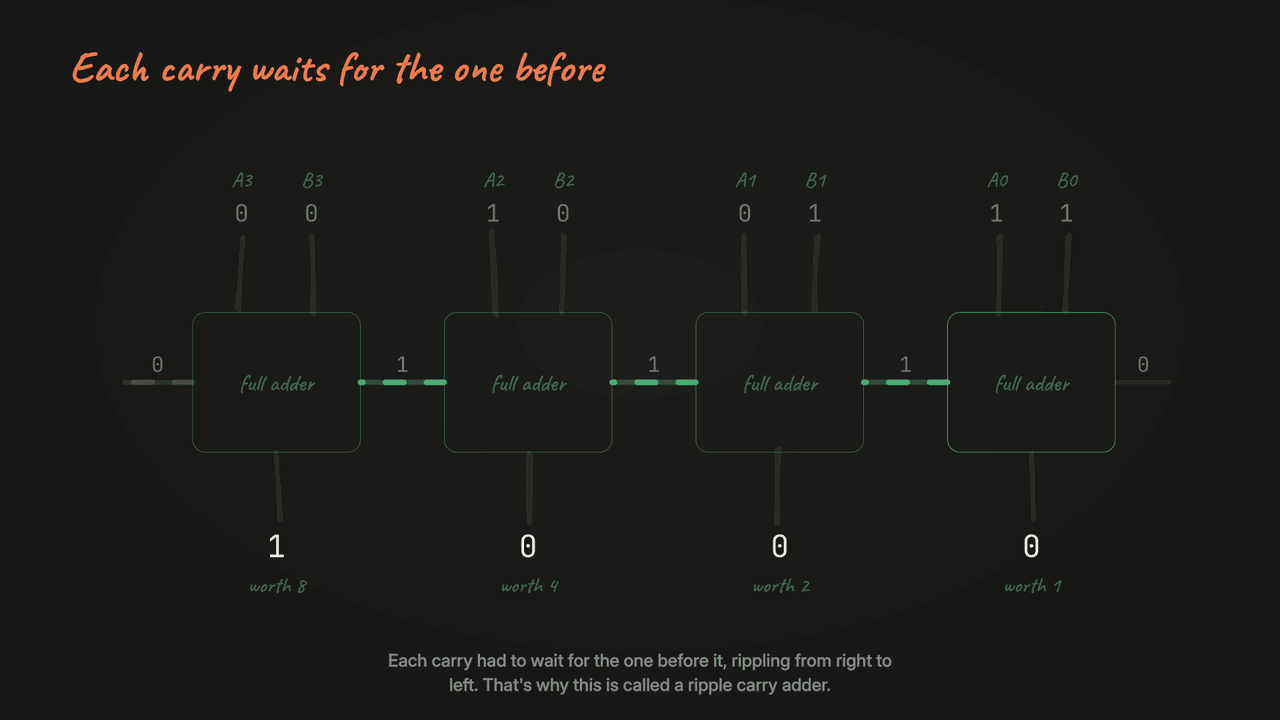 Each carry waits for the one before
A3 B3 A2 B2 A1 B1 A0 B0
0 0 1 0 0 1 1 1
0 1 1 1 0
full adder full adder full adder full adder
1 0 0 0
worth 8 worth 4 worth 2 worth 1
Each carry had to wait for the one before it, rippling from right to
left. That's why this is called a ripple carry adder.